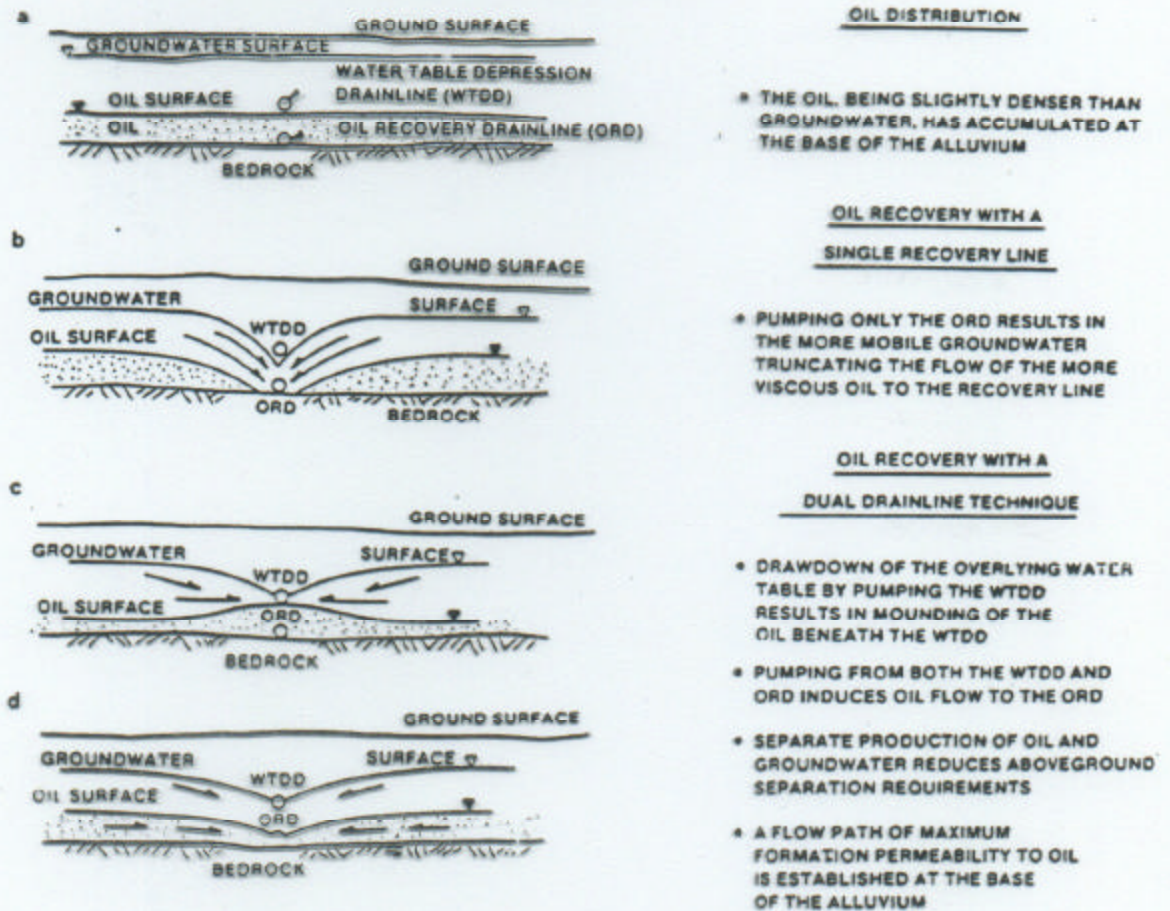 a
GROUND SURFACE
GROUNDWATER SURFACE
WATER TABLE DEPRESSION
DRAINLINE (WTDD)
OIL SURFACE
OIL
OIL RECOVERY DRAINLINE (ORD)
BEDROCK
b
GROUND SURFACE
GROUNDWATER SURFACE
WTDD
OIL SURFACE
ORD
BEDROCK
c
GROUND SURFACE
GROUNDWATER SURFACE
WTDD
OIL SURFACE
ORD
BEDROCK
d
GROUND SURFACE
GROUNDWATER SURFACE
WTDD
OIL SURFACE
ORD
BEDROCK
OIL DISTRIBUTION
• THE OIL, BEING SLIGHTLY DENSER THAN
GROUNDWATER, HAS ACCUMULATED AT
THE BASE OF THE ALLUVIUM
OIL RECOVERY WITH A
SINGLE RECOVERY LINE
• PUMPING ONLY THE ORD RESULTS IN
THE MORE MOBILE GROUNDWATER
TRUNCATING THE FLOW OF THE MORE
VISCOUS OIL TO THE RECOVERY LINE
OIL RECOVERY WITH A
DUAL DRAINLINE TECHNIQUE
• DRAWDOWN OF THE OVERLYING WATER
TABLE BY PUMPING THE WTDD
RESULTS IN MOUNDING OF THE
OIL BENEATH THE WTDD
• PUMPING FROM BOTH THE WTDD AND
ORD INDUCES OIL FLOW TO THE ORD
• SEPARATE PRODUCTION OF OIL AND
GROUNDWATER REDUCES ABOVEGROUND
SEPARATION REQUIREMENTS
• A FLOW PATH OF MAXIMUM
FORMATION PERMEABILITY TO OIL
IS ESTABLISHED AT THE BASE
OF THE ALLUVIUM